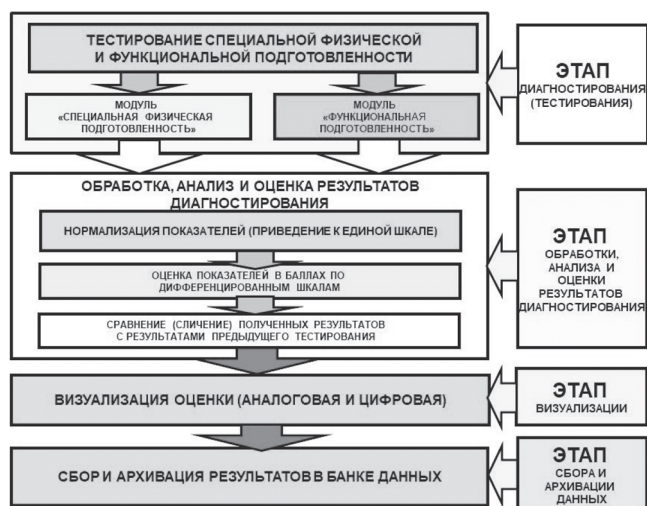 ТЕСТИРОВАНИЕ СПЕЦИАЛЬНОЙ ФИЗИЧЕСКОЙ
И ФУНКЦИОНАЛЬНОЙ ПОДГОТОВЛЕННОСТИ
ЭТАП
ДИАГНОСТИРОВАНИЯ
(ТЕСТИРОВАНИЯ)
МОДУЛЬ
«СПЕЦИАЛЬНАЯ ФИЗИЧЕСКАЯ
ПОДГОТОВЛЕННОСТЬ»
МОДУЛЬ
«ФУНКЦИОНАЛЬНАЯ
ПОДГОТОВЛЕННОСТЬ»
ОБРАБОТКА, АНАЛИЗ И ОЦЕНКА РЕЗУЛЬТАТОВ
ДИАГНОСТИРОВАНИЯ
НОРМАЛИЗАЦИЯ ПОКАЗАТЕЛЕЙ (ПРИВЕДЕНИЕ К ЕДИНОЙ ШКАЛЕ)
ОЦЕНКА ПОКАЗАТЕЛЕЙ В БАЛЛАХ ПО
ДИФФЕРЕНЦИРОВАННЫМ ШКАЛАМ
СРАВНЕНИЕ (СЛИЧЕНИЕ) ПОЛУЧЕННЫХ РЕЗУЛЬТАТОВ
С РЕЗУЛЬТАТАМИ ПРЕДЫДУЩЕГО ТЕСТИРОВАНИЯ
ЭТАП
ОБРАБОТКИ,
АНАЛИЗА И
ОЦЕНКИ
РЕЗУЛЬТАТОВ
ДИАГНОСТИРОВАНИЯ
ВИЗУАЛИЗАЦИЯ ОЦЕНКИ (АНАЛОГОВАЯ И ЦИФРОВАЯ)
ЭТАП
ВИЗУАЛИЗАЦИИ
СБОР И АРХИВАЦИЯ РЕЗУЛЬТАТОВ В БАНКЕ ДАННЫХ
ЭТАП
СБОРА И
АРХИВАЦИИ
ДАННЫХ